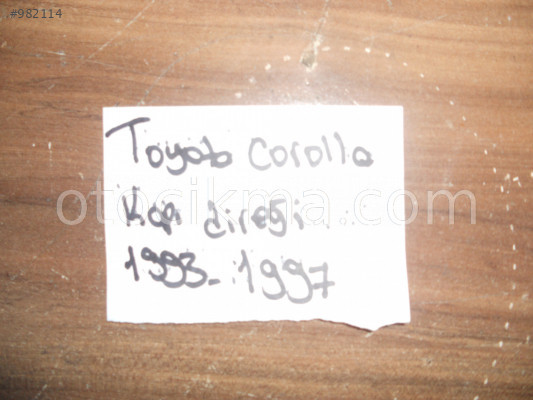 #982114
Toyota Corolla
Kapı direği
1993-1997
otocikma.com